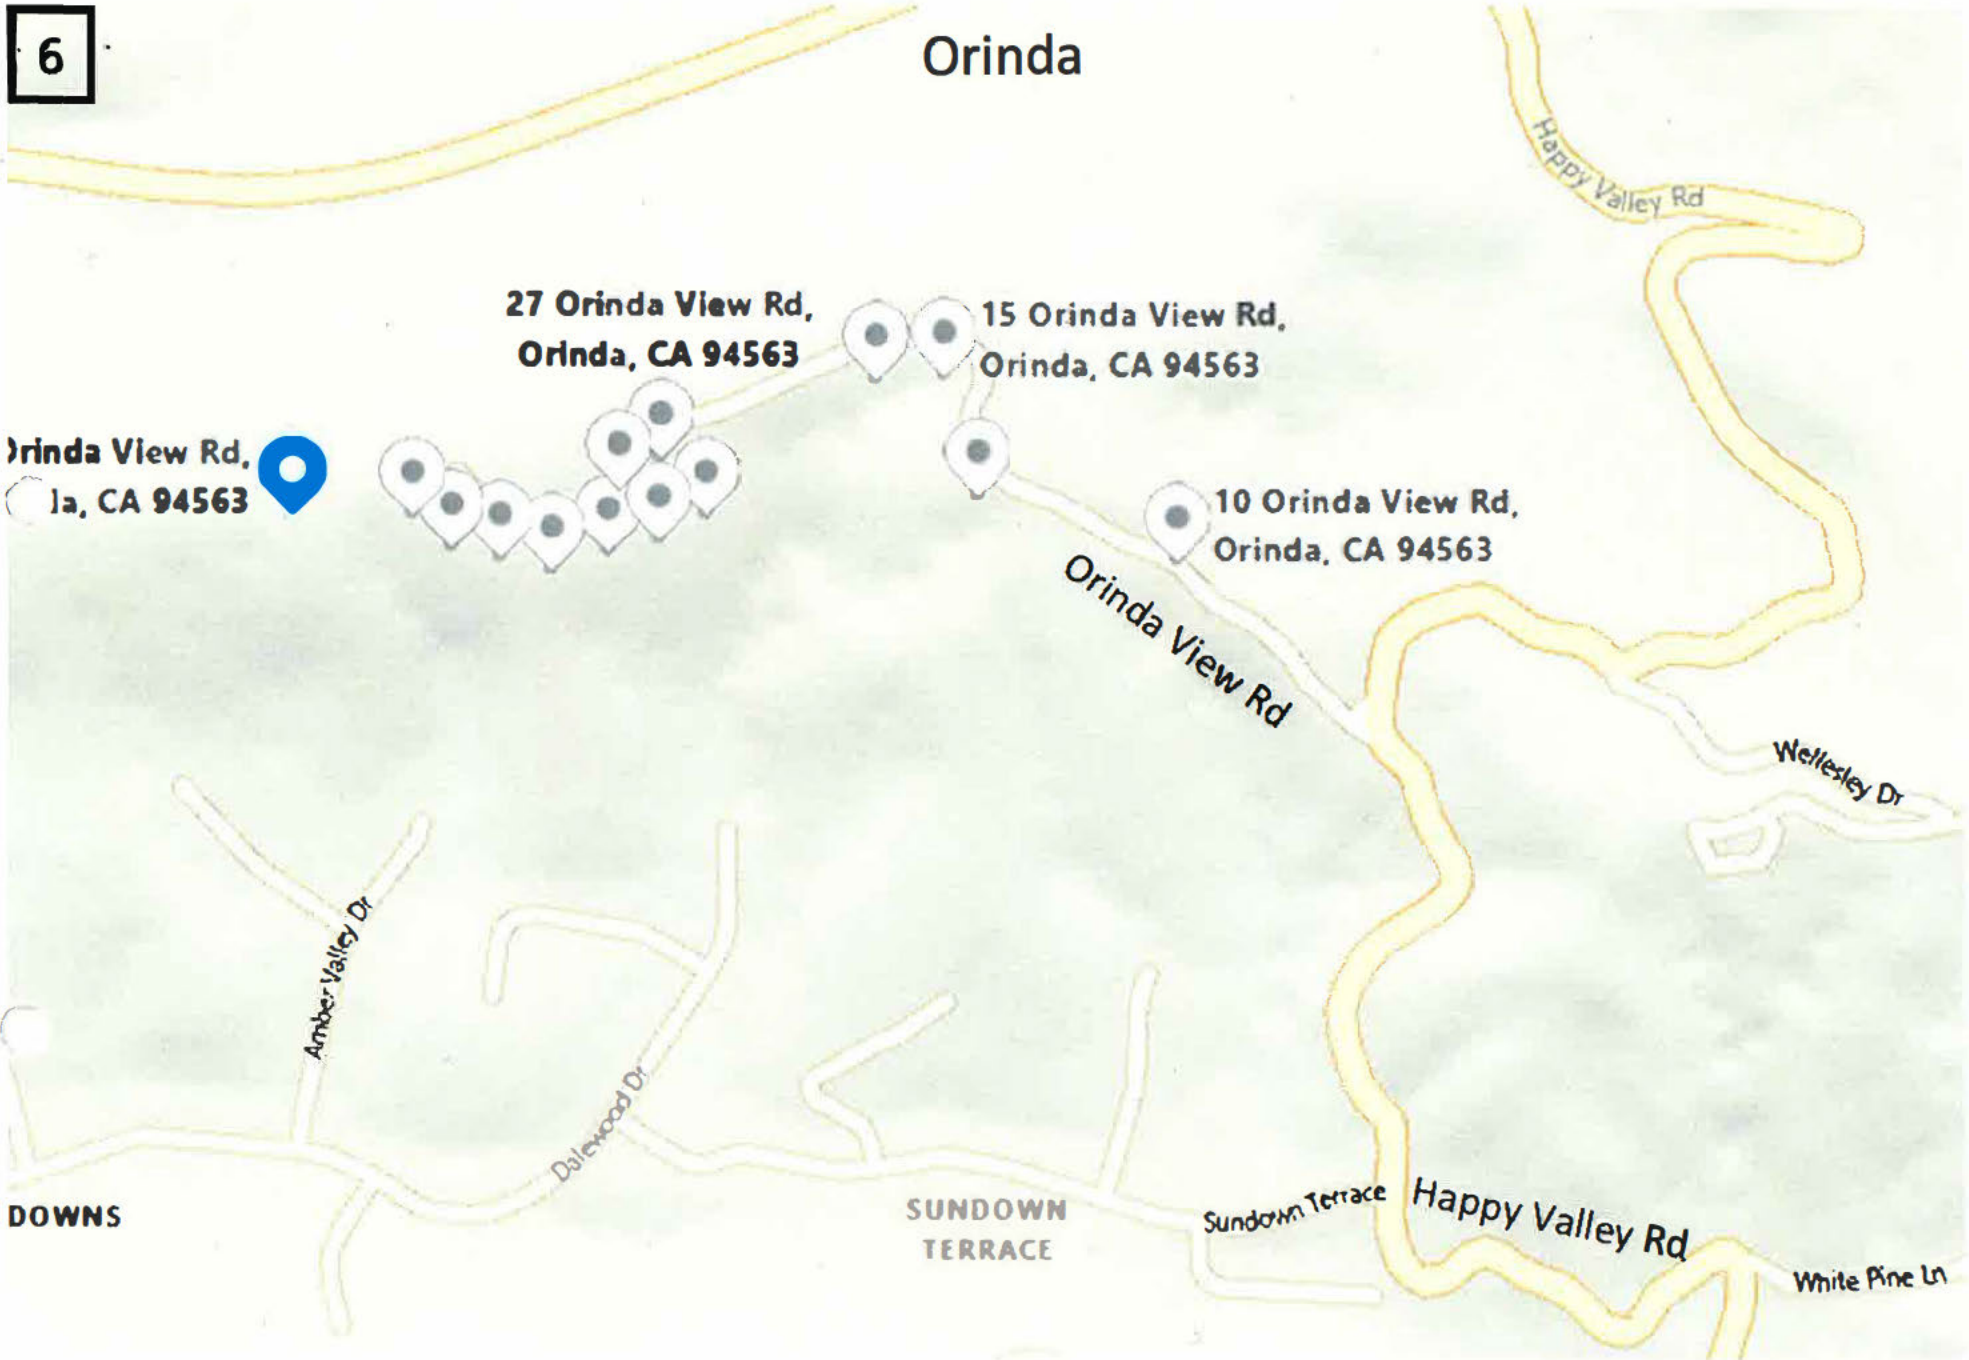 6
Orinda
Happy Valley Rd
27 Orinda View Rd,
Orinda, CA 94563
15 Orinda View Rd,
Orinda, CA 94563
rinda View Rd,
la, CA 94563
10 Orinda View Rd,
Orinda, CA 94563
Orinda View Rd
Wellesley Dr
Amber Valley Dr
Dalewood Dr
DOWNS
SUNDOWN
TERRACE
Sundown Terrace
Happy Valley Rd
White Pine Ln